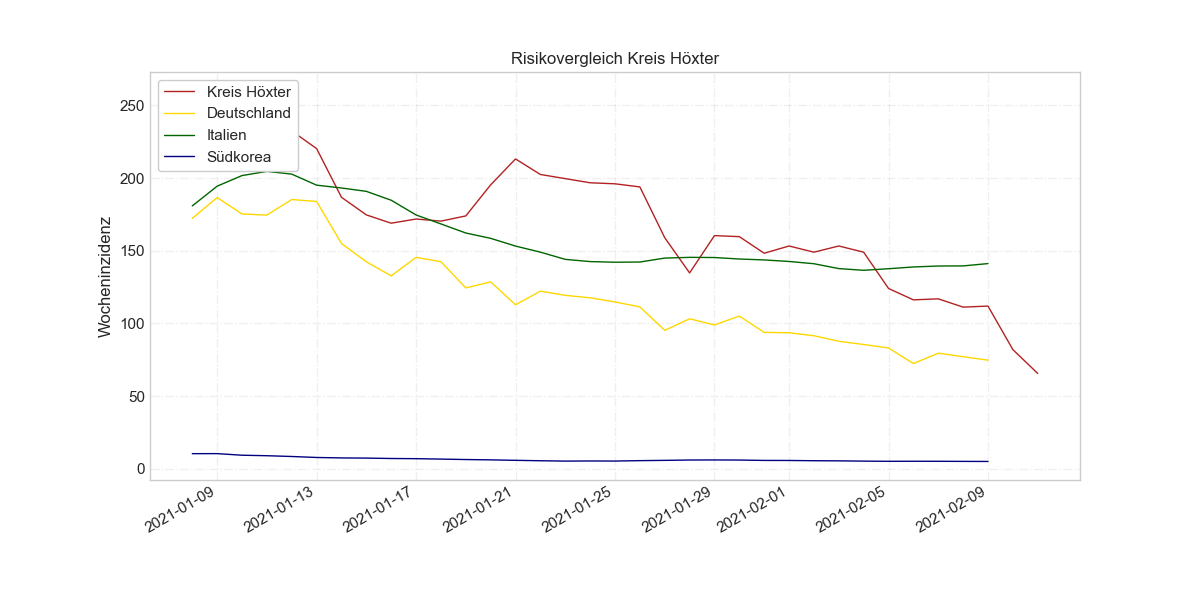 Risikovergleich Kreis Höxter
Kreis Höxter
Deutschland
Italien
Südkorea
Wocheninzidenz
250
200
150
100
50
0
2021-01-09
2021-01-13
2021-01-17
2021-01-21
2021-01-25
2021-01-29
2021-02-01
2021-02-05
2021-02-09